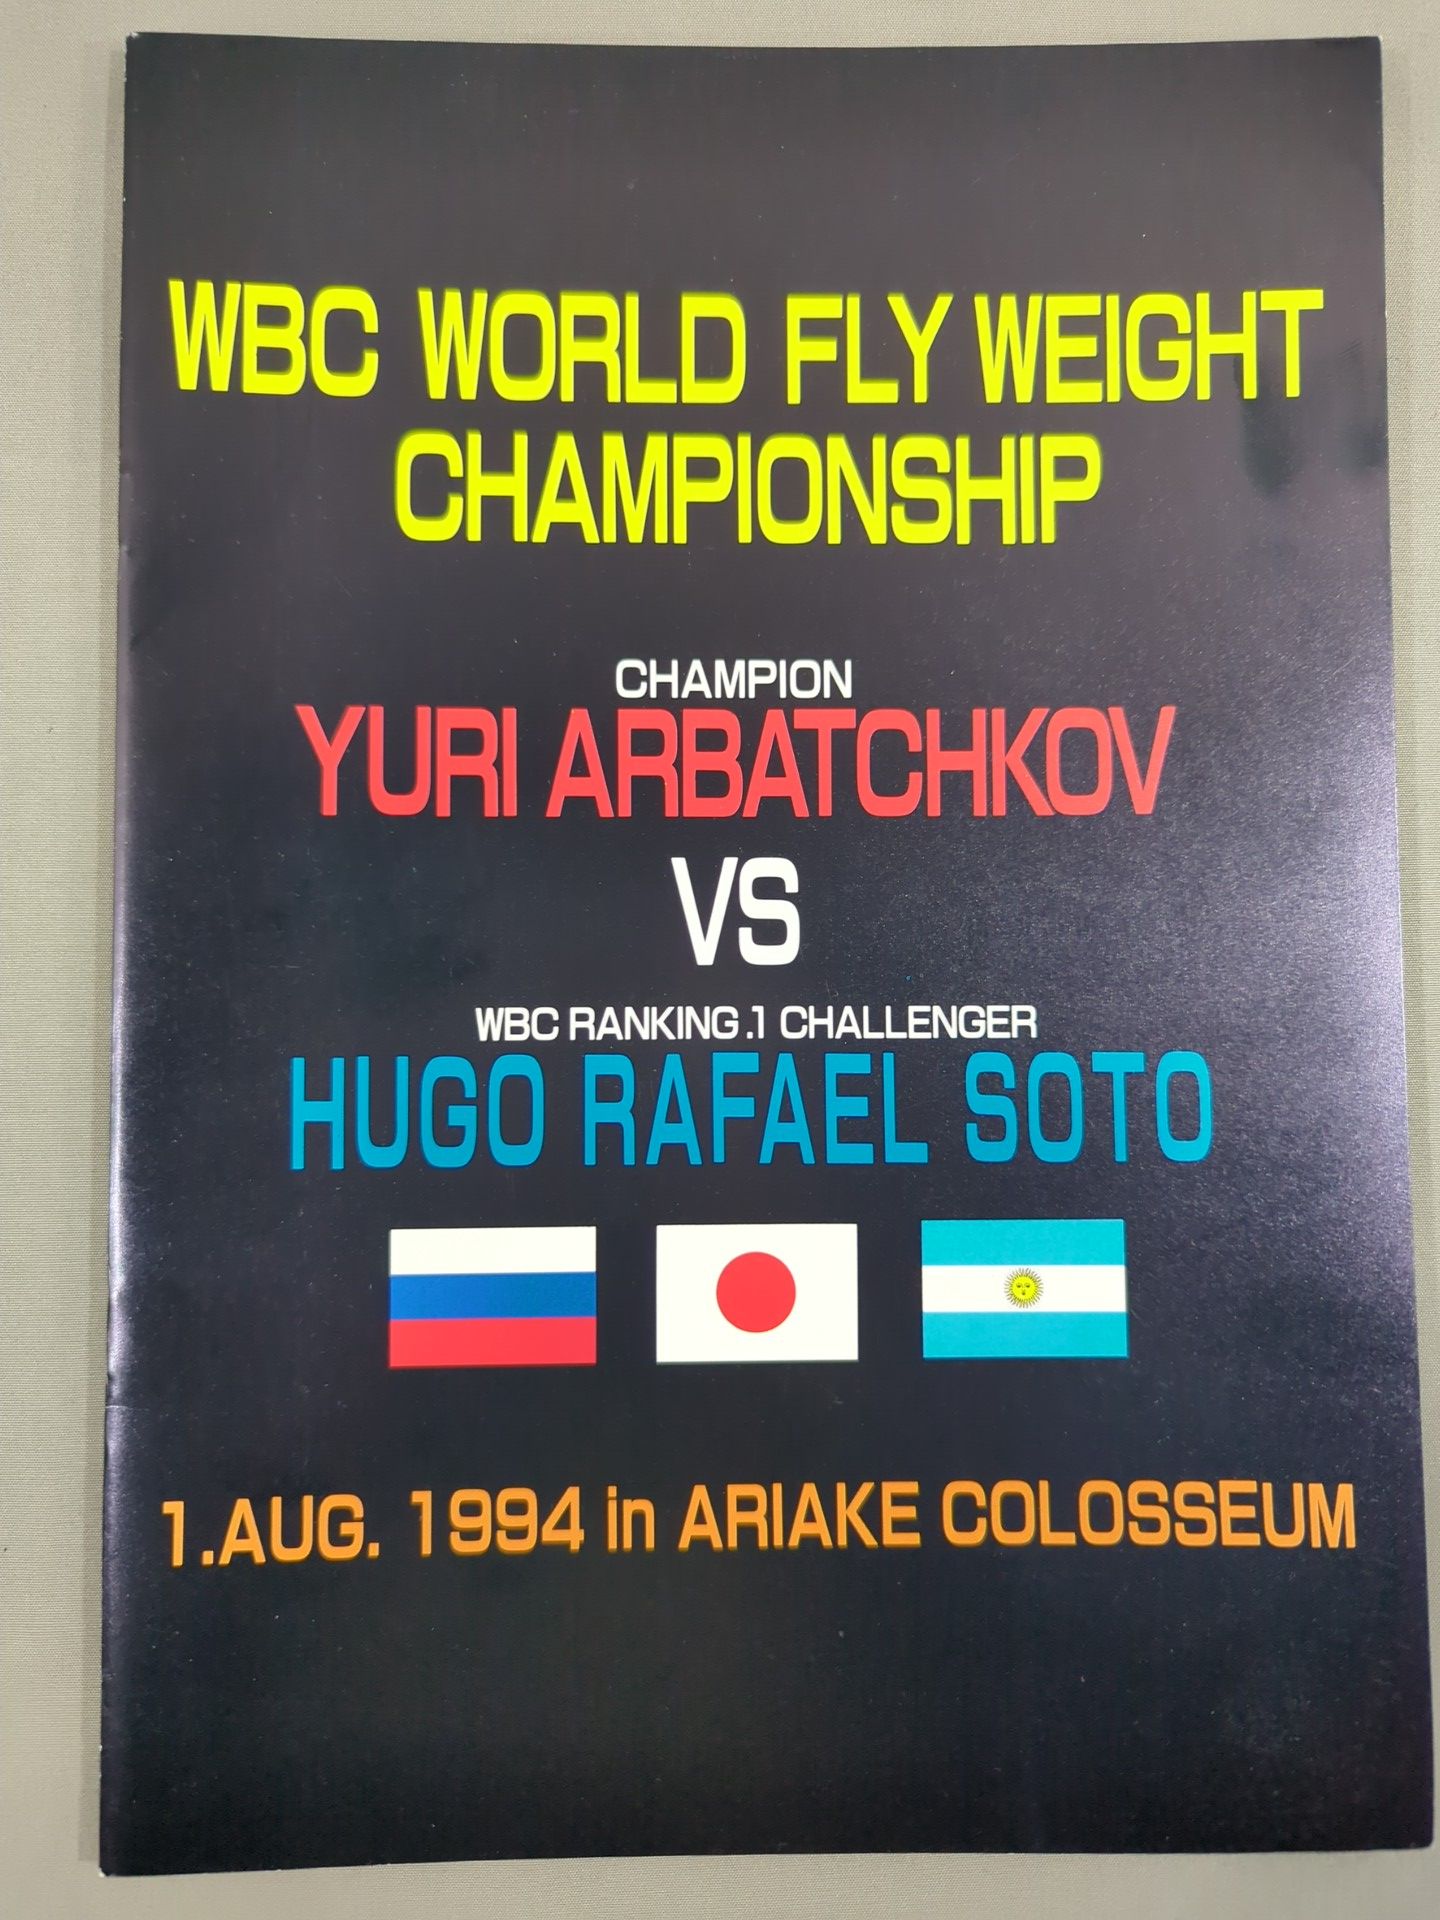 WBC WORLD FLY WEIGHT
CHAMPIONSHIP
CHAMPION
YURI ARBATCHKOV
VS
WBC RANKING .1 CHALLENGER
HUGO RAFAEL SOTO
1.AUG. 1994 in ARIAKE COLOSSEUM